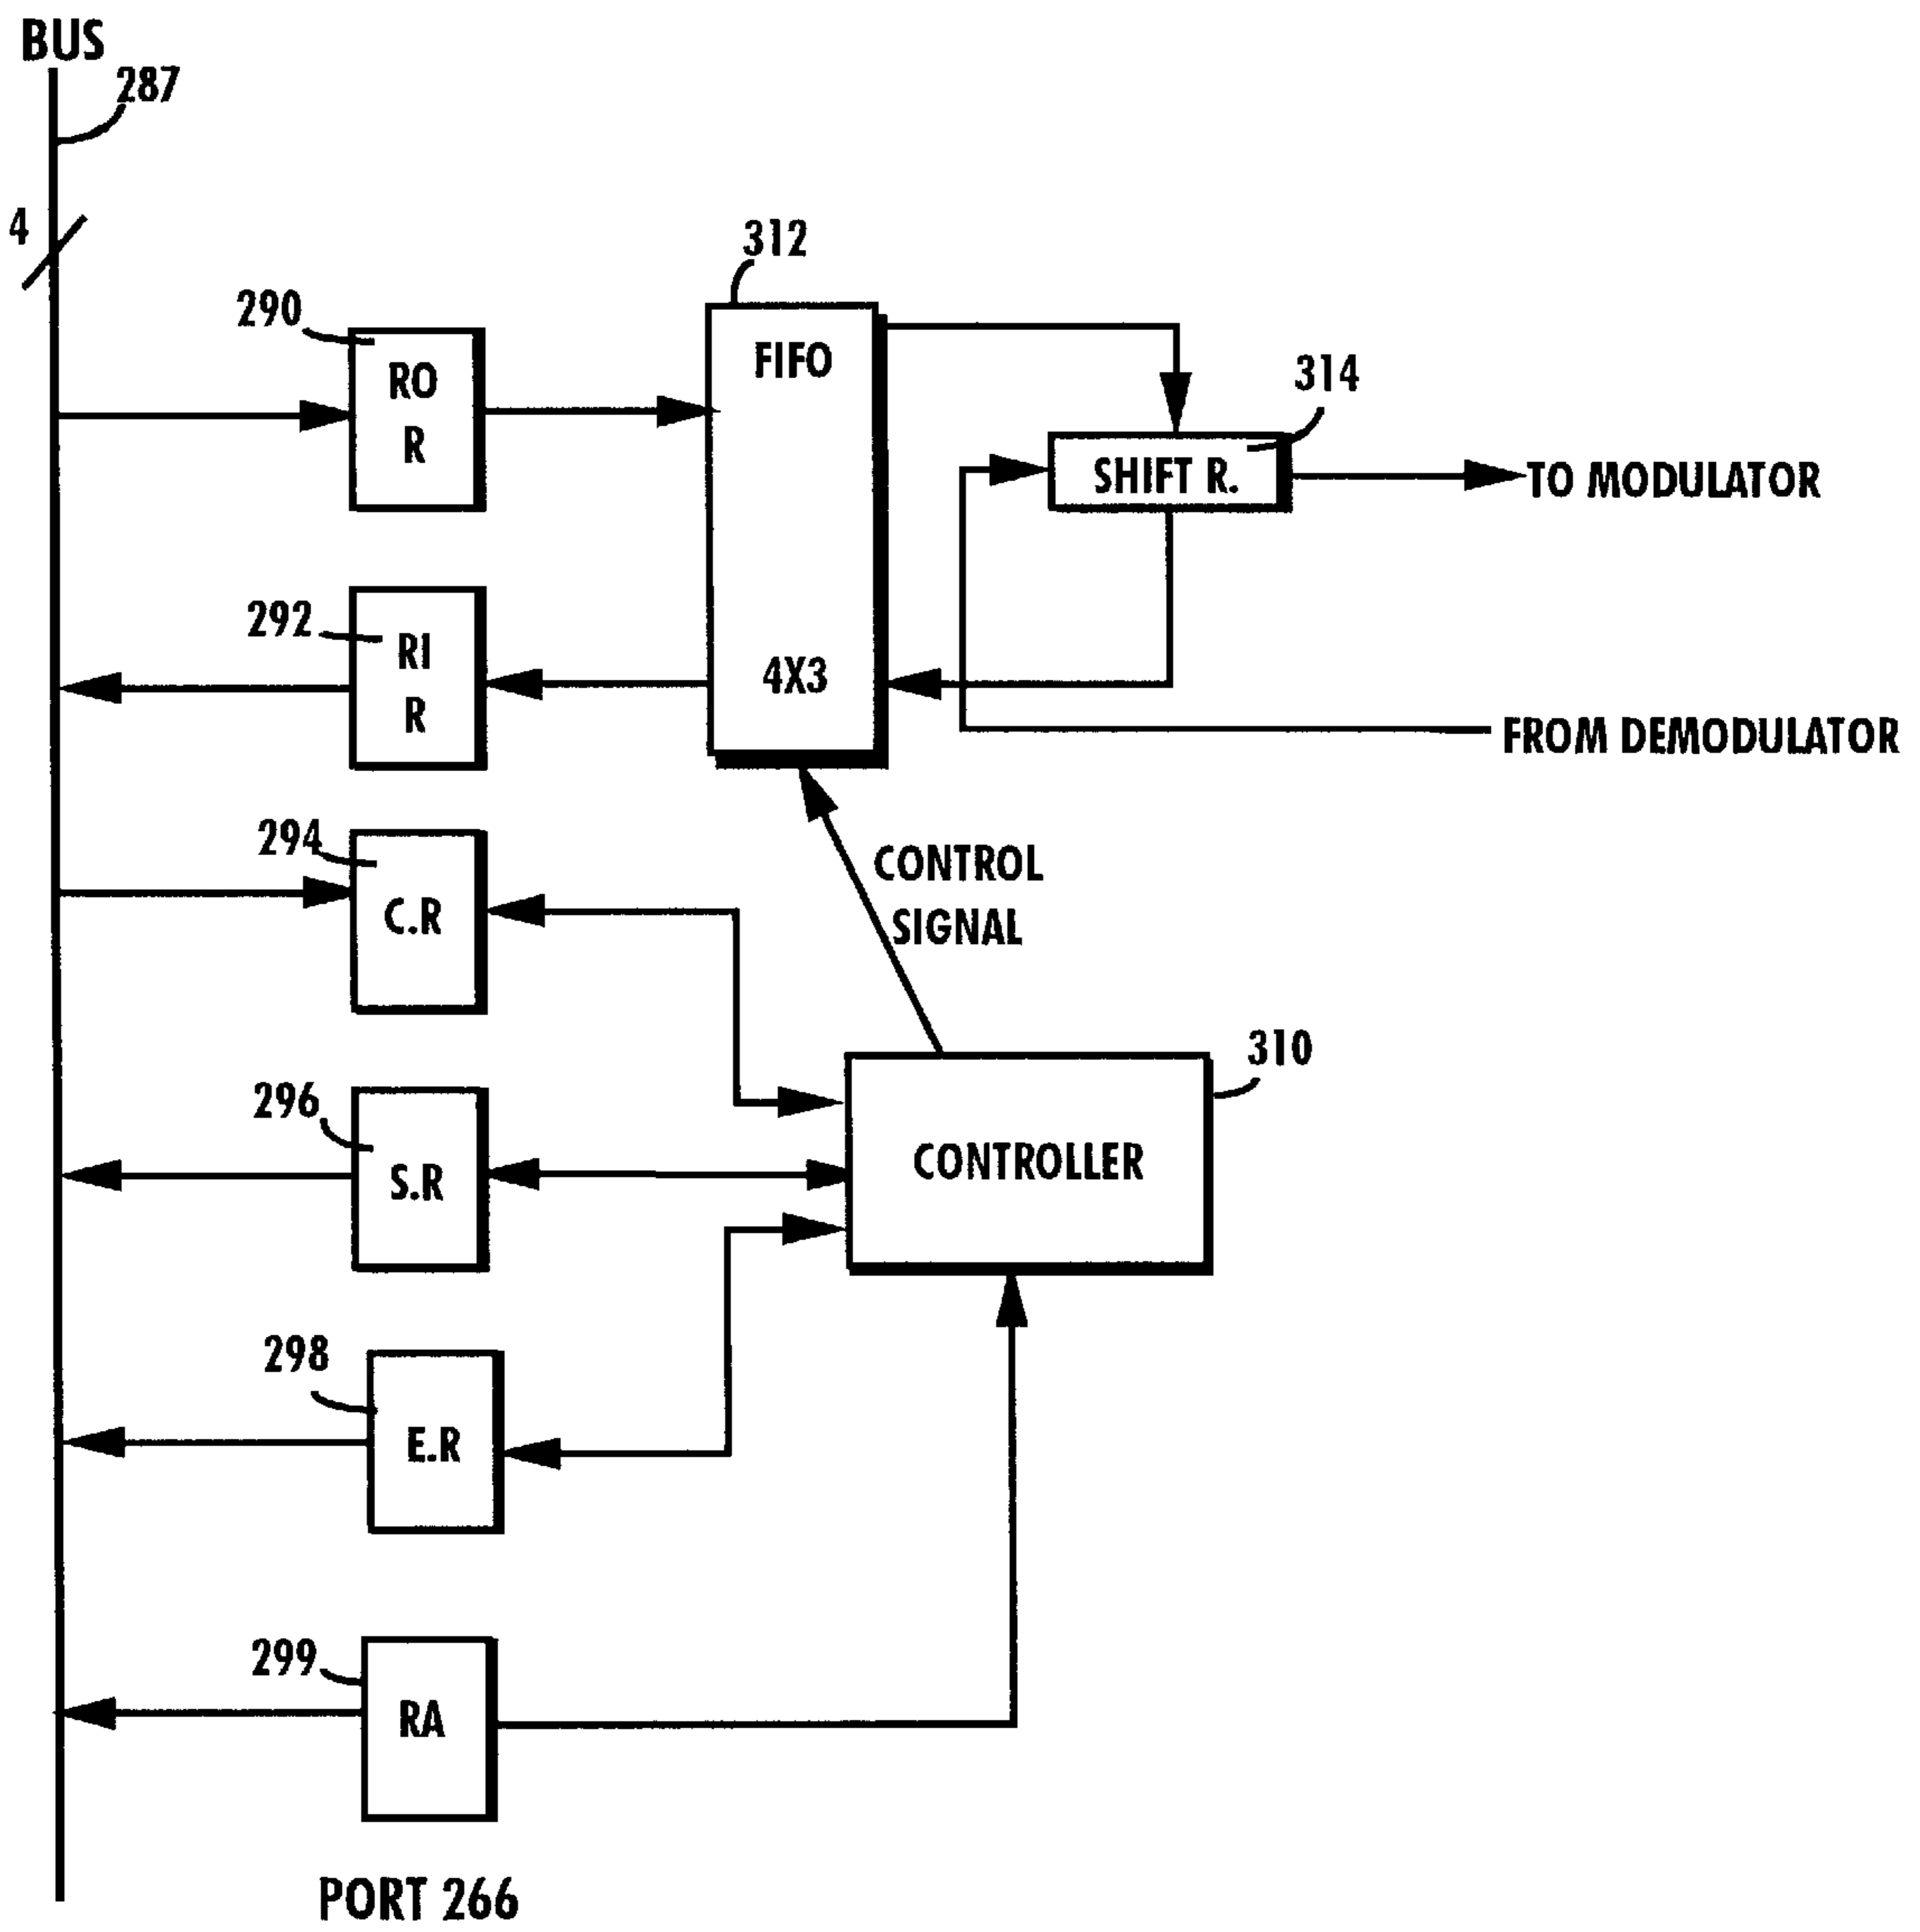 BUS
287
4
312
290
RO
R
FIFO
314
SHIFT R.
TO MODULATOR
292
RI
R
4X3
FROM DEMODULATOR
294
C.R
CONTROL
SIGNAL
310
296
S.R
CONTROLLER
298
E.R
299
RA
PORT 266